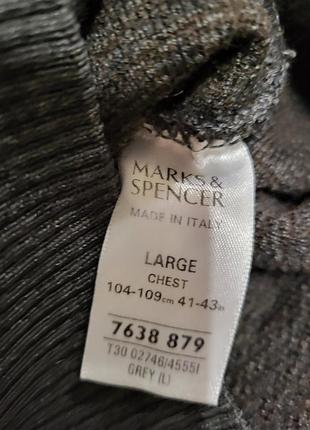 MARKS &
SPENCER
MADE IN ITALY
LARGE
CHEST
104-109cm 41-43in
7638 879
T30 02746/4555I
GREY (L)